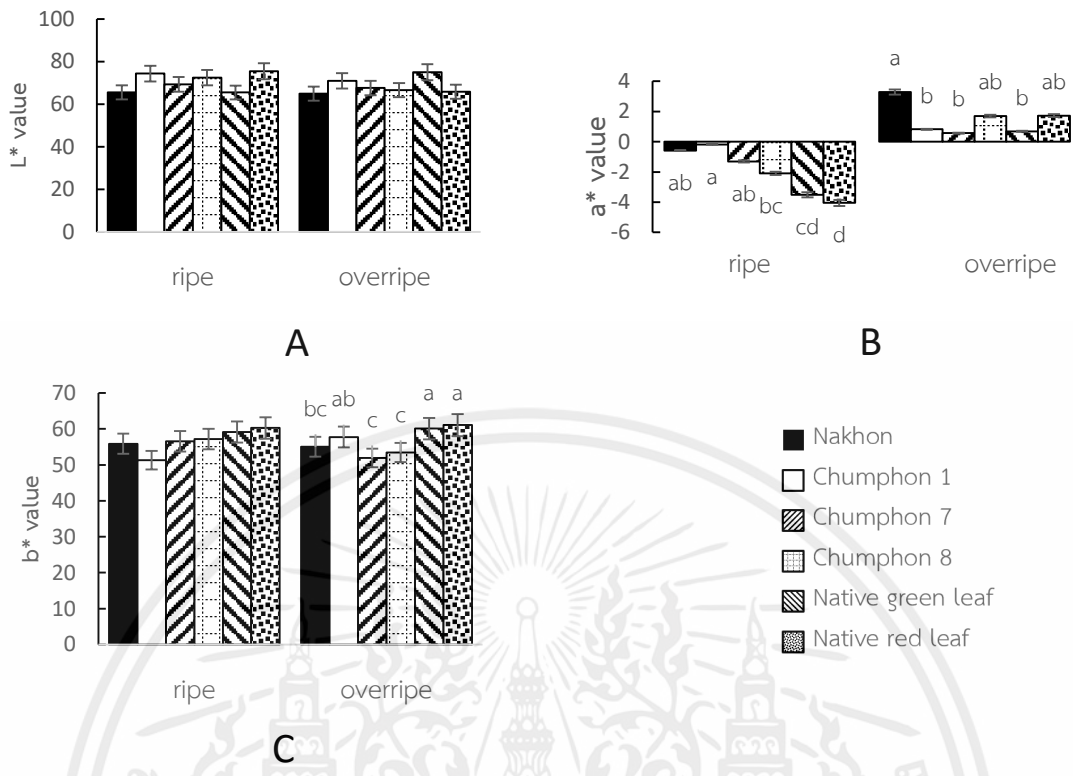 L* value
100
80
60
40
20
0
ripe
overripe
A
a* value
4
2
0
-2
-4
-6
ab
a
ab
bc
cd
d
a
b
b
ab
b
ab
ripe
overripe
B
b* value
70
60
50
40
30
20
10
0
bc
ab
c
c
a
a
ripe
overripe
C
Nakhon
Chumphon 1
Chumphon 7
Chumphon 8
Native green leaf
Native red leaf